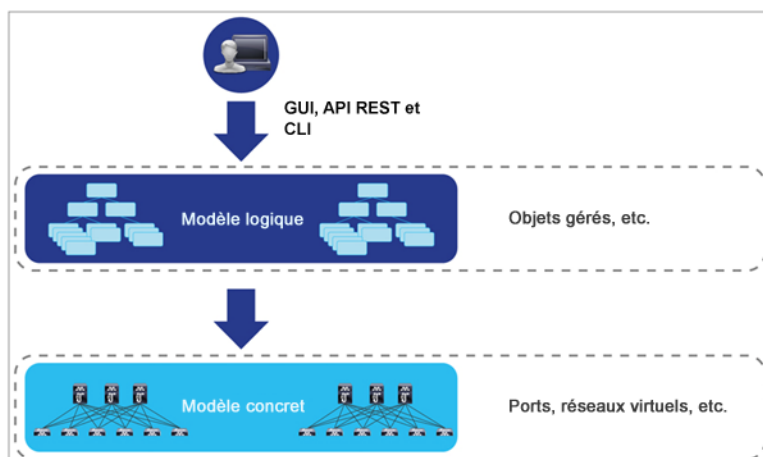 GUI, API REST et
CLI
Modèle logique
Objets gérés, etc.
Modèle concret
Ports, réseaux virtuels, etc.